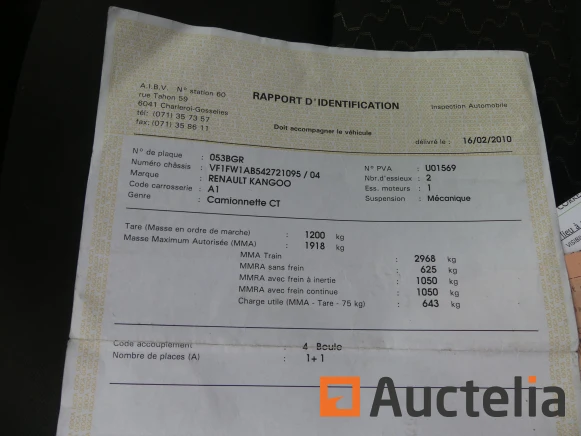 A.I.B.V. N° station 60
rue Tahon 59
6041 Charleroi-Gosselies
tél: (071) 35 73 57
fax: (071) 35 86 11
RAPPORT D'IDENTIFICATION
Inspection Automobile
Doit accompagner le véhicule
délivré le : 16/02/2010
N° de plaque : 053BGR
Numéro châssis : VF1FW1AB542721095 / 04
Marque : RENAULT KANGOO
Code carrosserie : A1
Genre : Camionnette CT
N° PVA : U01569
Nbr.d'essieux : 2
Ess. moteurs : 1
Suspension : Mécanique
Tare (Masse en ordre de marche) : 1200 kg
Masse Maximum Autorisée (MMA) : 1918 kg
MMA Train : 2968 kg
MMRA sans frein : 625 kg
MMRA avec frein à inertie : 1050 kg
MMRA avec frein continue : 1050 kg
Charge utile (MMA - Tare - 75 kg) : 643 kg
Code accouplement : 4 Boule
Nombre de places (A) : 1+1
Auctelia